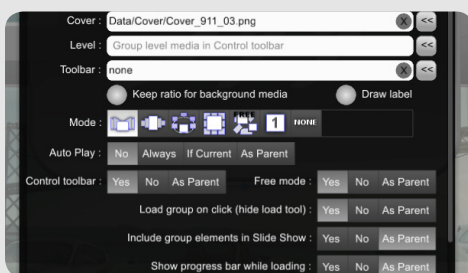 Cover : Data/Cover/Cover_911_03.png X <<
Level : Group level media in Control toolbar <<
Toolbar : none X <<
Keep ratio for background media Draw label
Mode : FREE 1 NONE
Auto Play : No Always If Current As Parent
Control toolbar : Yes No As Parent Free mode : Yes No As Parent
Load group on click (hide load tool) : Yes No As Parent
Include group elements in Slide Show : Yes No As Parent
Show progress bar while loading : Yes No As Parent